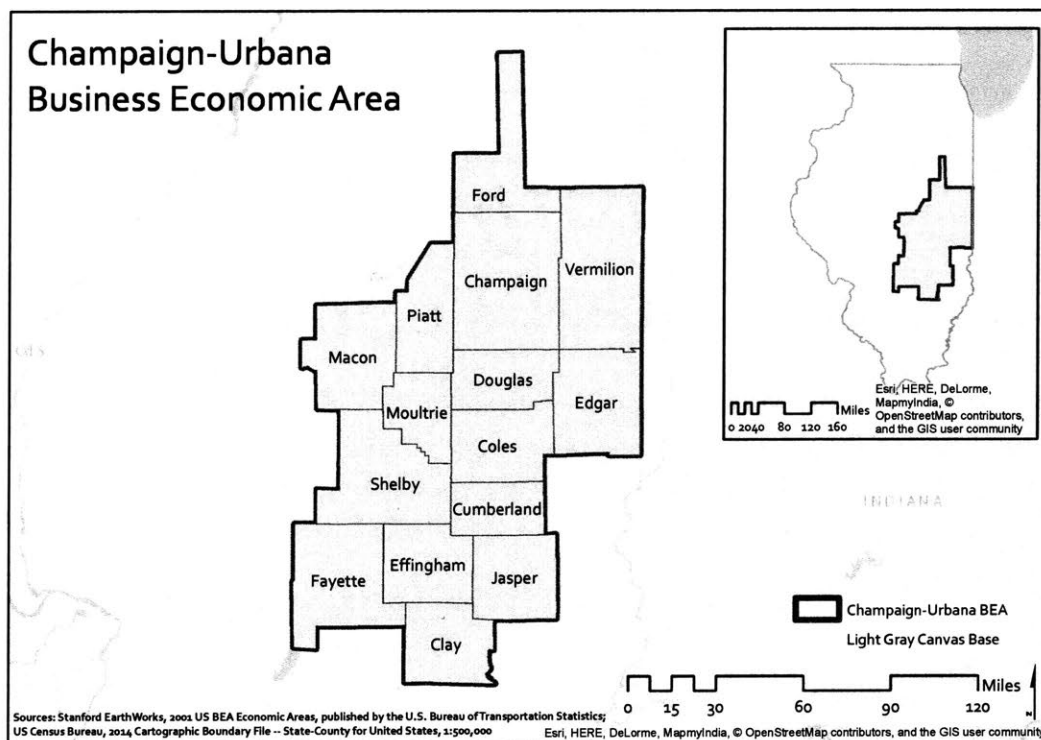 Champaign-Urbana
Business Economic Area
Ford
Champaign
Vermilion
Piatt
Macon
Douglas
Moultrie
Edgar
Coles
Shelby
Cumberland
Effingham
Fayette
Jasper
Clay
Esri, HERE, DeLorme,
MapmyIndia, ©
OpenStreetMap contributors,
and the GIS user community
Miles
0 2040 80 120 160
INDIANA
Champaign-Urbana BEA
Light Gray Canvas Base
Miles
0 15 30 60 90 120
N
Sources: Stanford EarthWorks, 2001 US BEA Economic Areas, published by the U.S. Bureau of Transportation Statistics;
US Census Bureau, 2014 Cartographic Boundary File -- State-County for United States, 1:500,000
Esri, HERE, DeLorme, MapmyIndia, © OpenStreetMap contributors, and the GIS user community